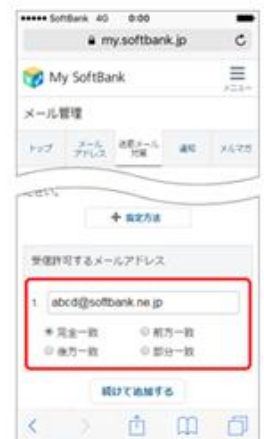 SoftBank 4G 0:00
my.softbank.jp
My SoftBank
メニュー
メール管理
トップ
メール
アドレス
迷惑メール
対策
通知
メルマガ
ださい。
+ 設定方法
受信許可するメールアドレス
1 abcd@softbank.ne.jp
完全一致 前方一致
後方一致 部分一致
続けて追加する